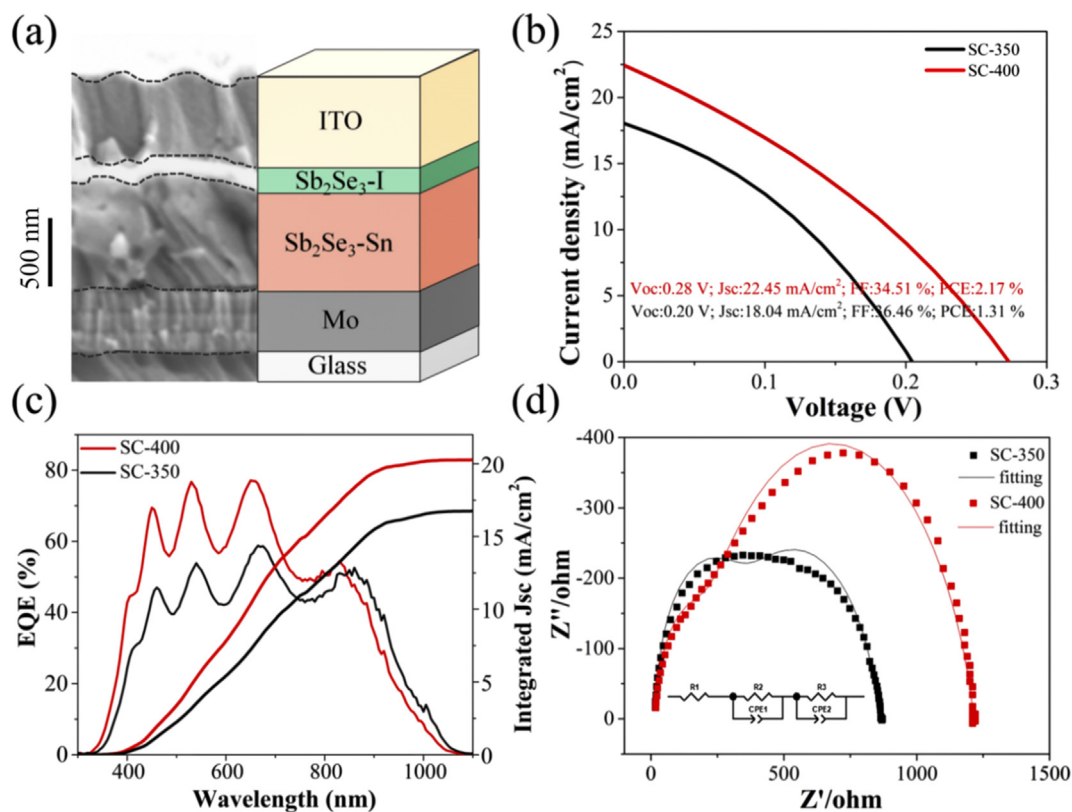 (a)
500 nm
ITO
Sb₂Se₃-I
Sb₂Se₃-Sn
Mo
Glass
(b)
Current density (mA/cm²)
25
20
15
10
5
0
SC-350
SC-400
Voc:0.28 V; Jsc:22.45 mA/cm²; FF:34.51 %; PCE:2.17 %
Voc:0.20 V; Jsc:18.04 mA/cm²; FF:36.46 %; PCE:1.31 %
0.0 0.1 0.2 0.3
Voltage (V)
(c)
EQE (%)
80
60
40
20
0
SC-400
SC-350
20
15
10
5
0
Integrated Jsc (mA/cm²)
400 600 800 1000
Wavelength (nm)
(d)
Z''/ohm
-400
-300
-200
-100
0
SC-350
fitting
SC-400
fitting
R1 R2 R3
CPE1 CPE2
0 500 1000 1500
Z'/ohm